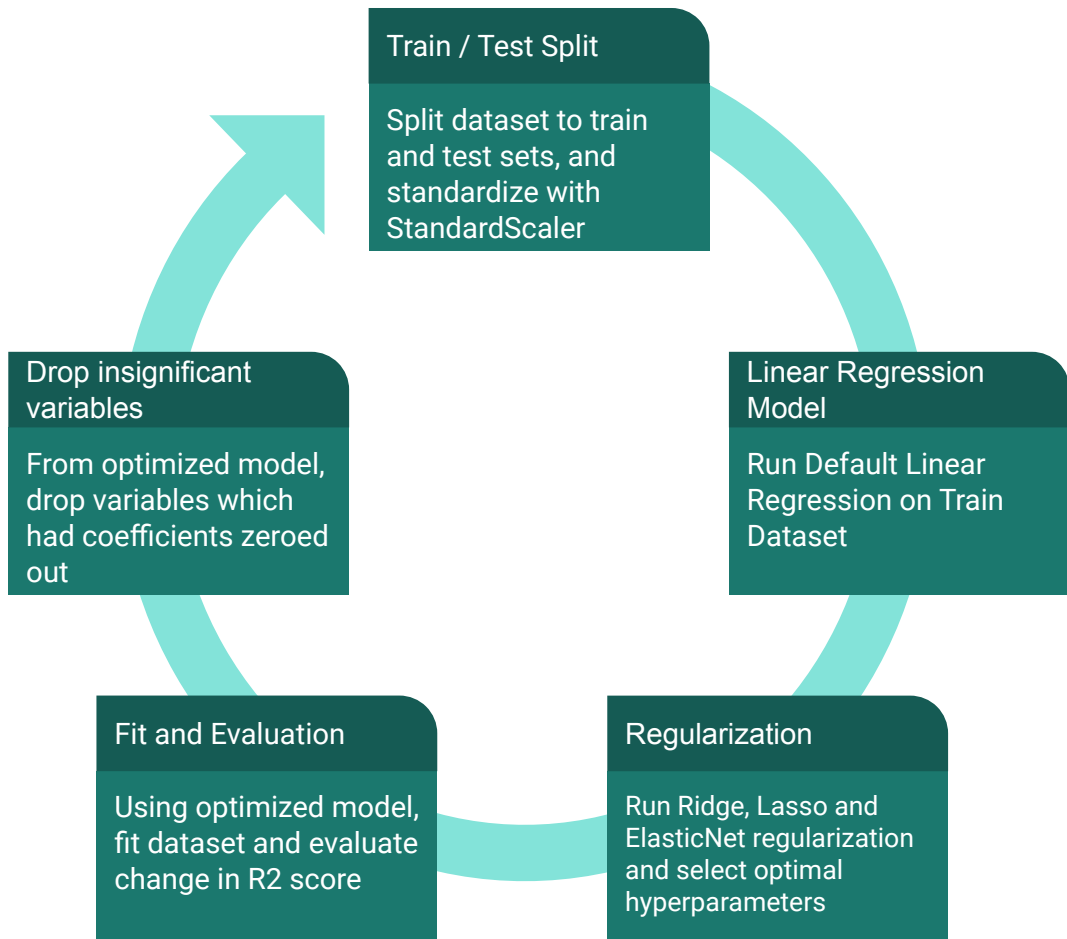 Train / Test Split
Split dataset to train
and test sets, and
standardize with
StandardScaler
Linear Regression
Model
Run Default Linear
Regression on Train
Dataset
Regularization
Run Ridge, Lasso and
ElasticNet regularization
and select optimal
hyperparameters
Fit and Evaluation
Using optimized model,
fit dataset and evaluate
change in R2 score
Drop insignificant
variables
From optimized model,
drop variables which
had coefficients zeroed
out